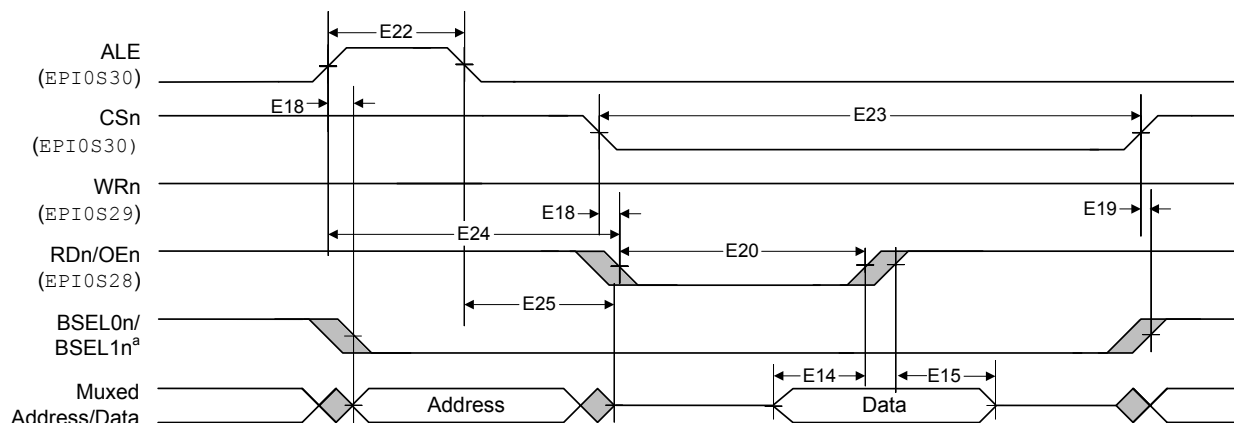 E22
ALE
(EPI0S30)
E18
CSn
E23
(EPI0S30)
WRn
(EPI0S29)
E18
E19
E24
RDn/OEn
E20
(EPI0S28)
E25
BSEL0n/
BSEL1nᵃ
E14
E15
Muxed
Address/Data
Address
Data